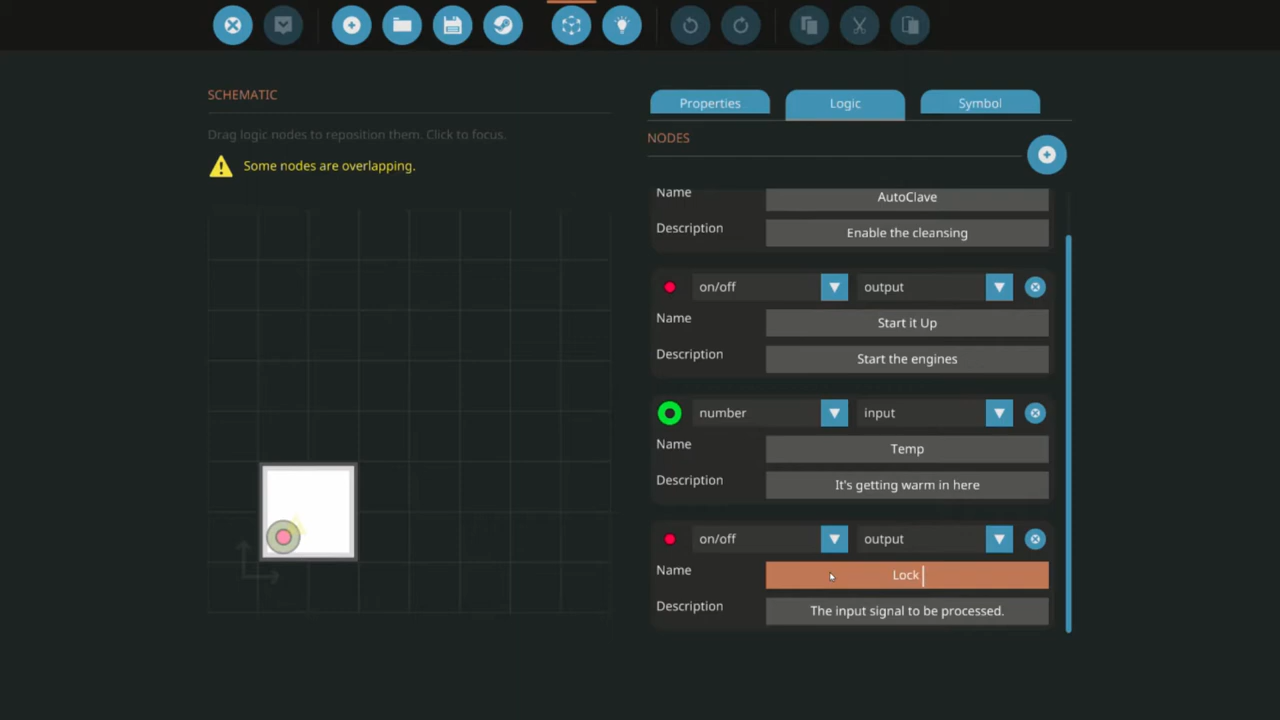 SCHEMATIC
Drag logic nodes to reposition them. Click to focus.
Some nodes are overlapping.
Properties
Logic
Symbol
NODES
Name
AutoClave
Description
Enable the cleansing
on/off
output
Name
Start it Up
Description
Start the engines
number
input
Name
Temp
Description
It's getting warm in here
on/off
output
Name
Lock
Description
The input signal to be processed.